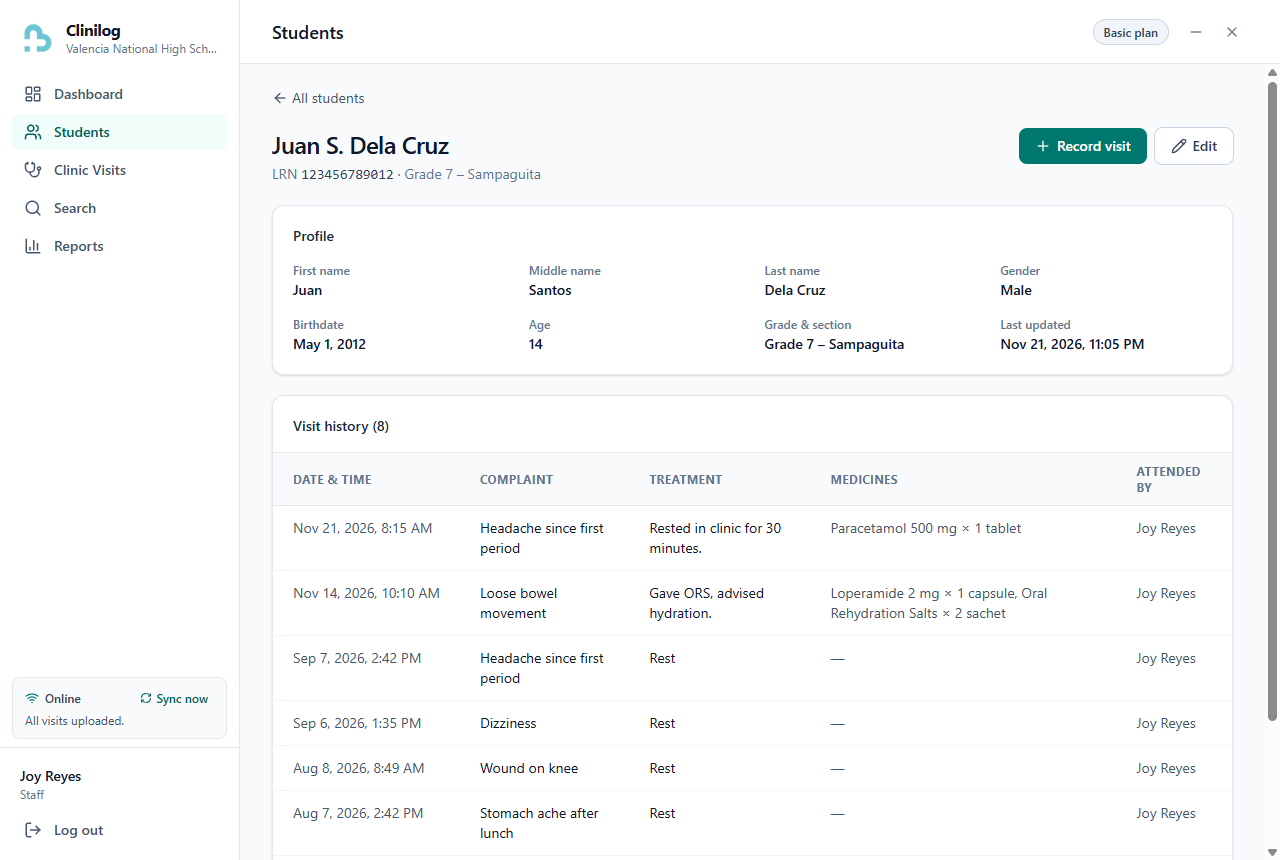 Clinilog
Valencia National High Sch...
Dashboard
Students
Clinic Visits
Search
Reports
Online
Sync now
All visits uploaded.
Joy Reyes
Staff
Log out
Students
Basic plan
All students
Juan S. Dela Cruz
LRN 123456789012 · Grade 7 – Sampaguita
Record visit
Edit
Profile
First name
Juan
Middle name
Santos
Last name
Dela Cruz
Gender
Male
Birthdate
May 1, 2012
Age
14
Grade & section
Grade 7 – Sampaguita
Last updated
Nov 21, 2026, 11:05 PM
Visit history (8)
DATE & TIME
COMPLAINT
TREATMENT
MEDICINES
ATTENDED
BY
Nov 21, 2026, 8:15 AM
Headache since first
period
Rested in clinic for 30
minutes.
Paracetamol 500 mg × 1 tablet
Joy Reyes
Nov 14, 2026, 10:10 AM
Loose bowel
movement
Gave ORS, advised
hydration.
Loperamide 2 mg × 1 capsule, Oral
Rehydration Salts × 2 sachet
Joy Reyes
Sep 7, 2026, 2:42 PM
Headache since first
period
Rest
—
Joy Reyes
Sep 6, 2026, 1:35 PM
Dizziness
Rest
—
Joy Reyes
Aug 8, 2026, 8:49 AM
Wound on knee
Rest
—
Joy Reyes
Aug 7, 2026, 2:42 PM
Stomach ache after
lunch
Rest
—
Joy Reyes